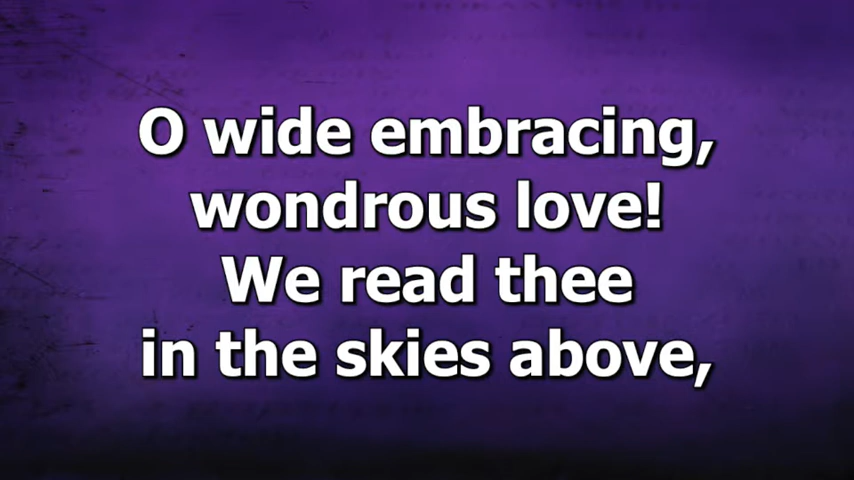 O wide embracing,
wondrous love!
We read thee
in the skies above,